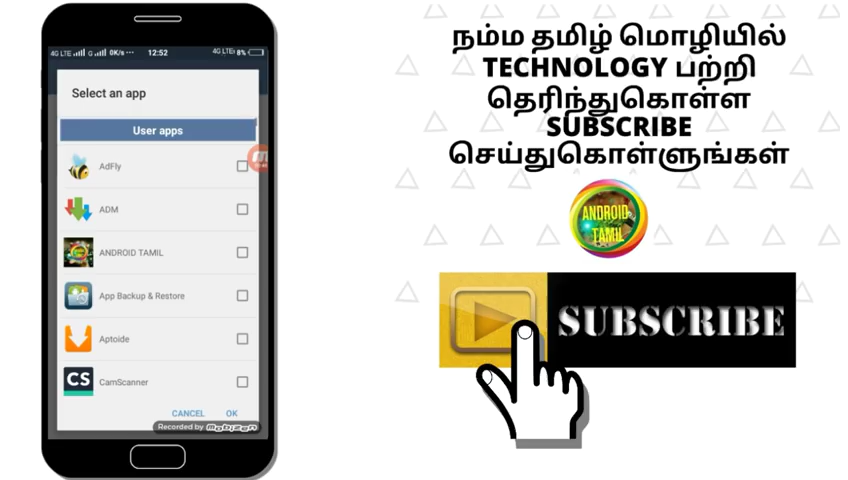 4G LTE G 0K/s ··· 12:52 4G LTE 8%
Select an app
User apps
AdFly
ADM
ANDROID TAMIL
App Backup & Restore
Aptoide
CS CamScanner
CANCEL OK
Recorded by mobizen
நம்ம தமிழ் மொழியில்
TECHNOLOGY பற்றி
தெரிந்துகொள்ள
SUBSCRIBE
செய்துகொள்ளுங்கள்
ANDROID
TAMIL
SUBSCRIBE